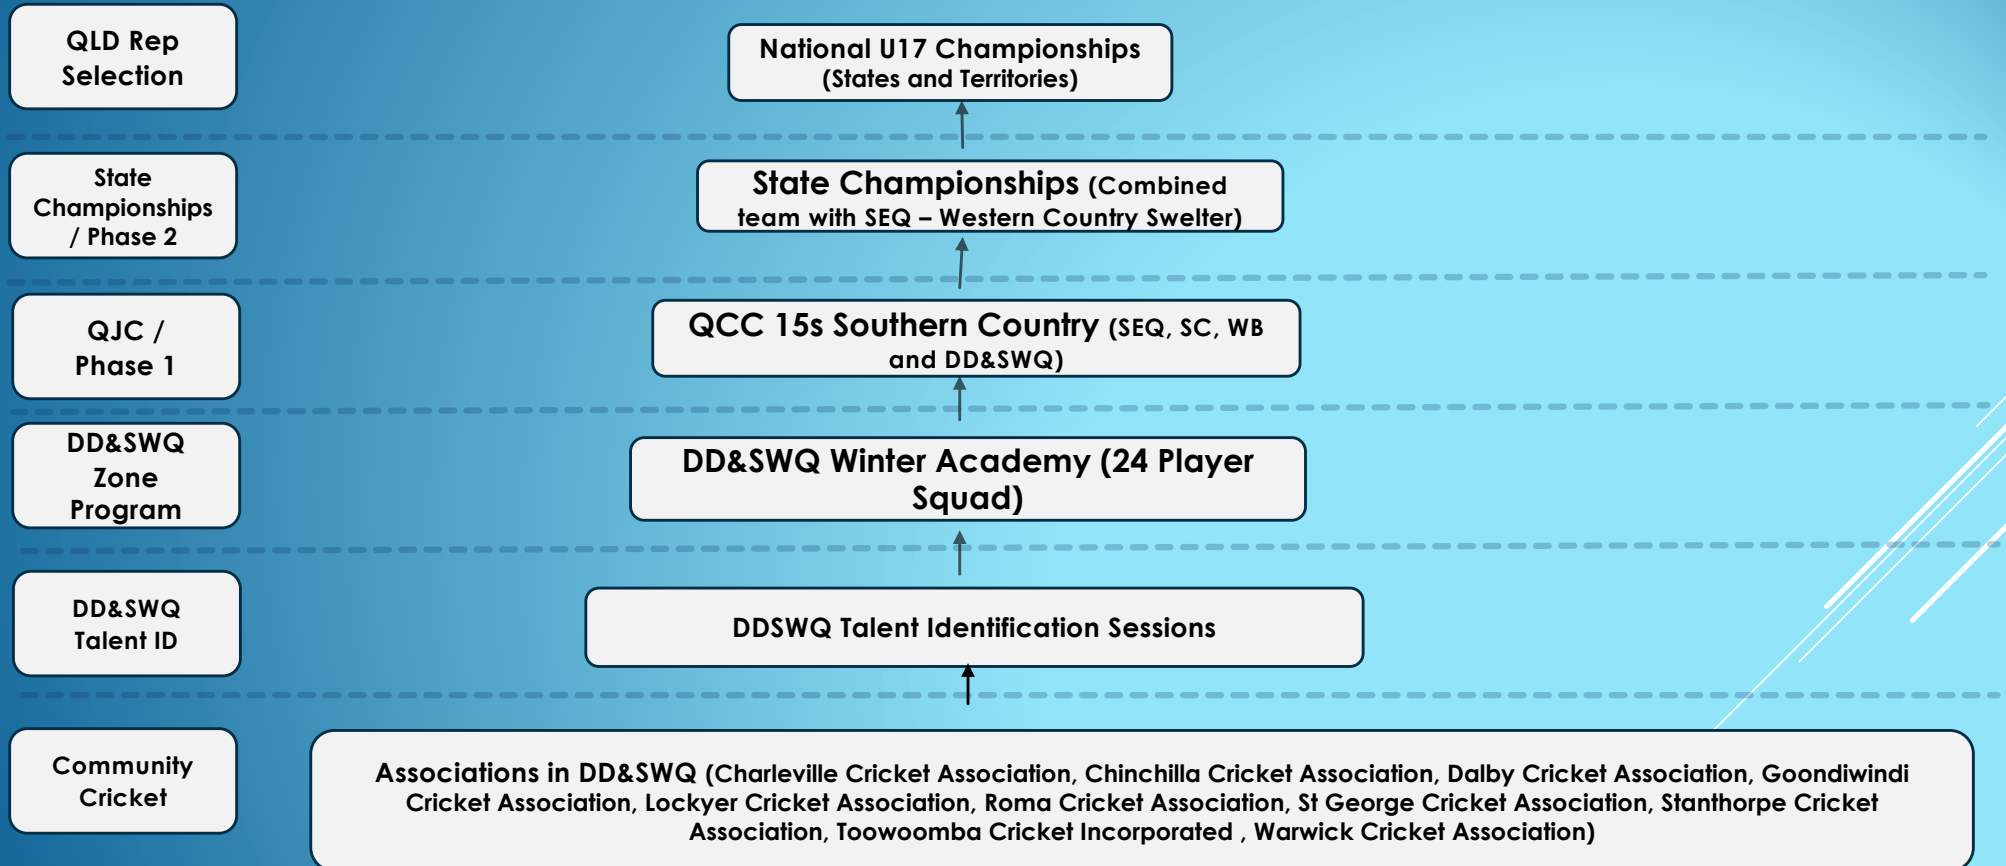 QLD Rep
Selection
National U17 Championships
(States and Territories)
State
Championships
/ Phase 2
State Championships (Combined
team with SEQ – Western Country Swelter)
QJC /
Phase 1
QCC 15s Southern Country (SEQ, SC, WB
and DD&SWQ)
DD&SWQ
Zone
Program
DD&SWQ Winter Academy (24 Player
Squad)
DD&SWQ
Talent ID
DDSWQ Talent Identification Sessions
Community
Cricket
Associations in DD&SWQ (Charleville Cricket Association, Chinchilla Cricket Association, Dalby Cricket Association, Goondiwindi
Cricket Association, Lockyer Cricket Association, Roma Cricket Association, St George Cricket Association, Stanthorpe Cricket
Association, Toowoomba Cricket Incorporated , Warwick Cricket Association)